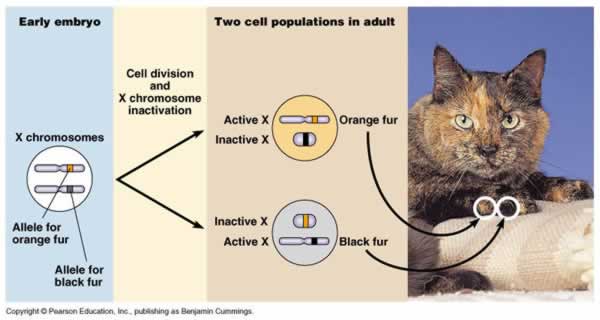 Early embryo
Two cell populations in adult
Cell division
and
X chromosome
inactivation
X chromosomes
Allele for
orange fur
Allele for
black fur
Active X
Orange fur
Inactive X
Inactive X
Active X
Black fur
Copyright © Pearson Education, Inc., publishing as Benjamin Cummings.